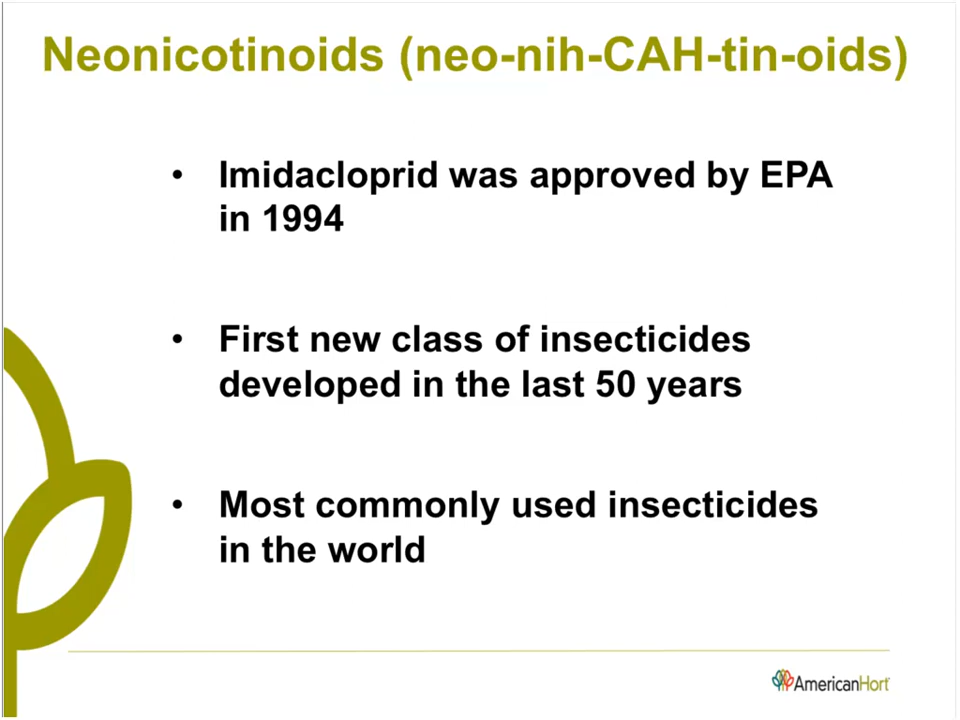 Neonicotinoids (neo-nih-CAH-tin-oids)
• Imidacloprid was approved by EPA
in 1994
• First new class of insecticides
developed in the last 50 years
• Most commonly used insecticides
in the world
AmericanHort